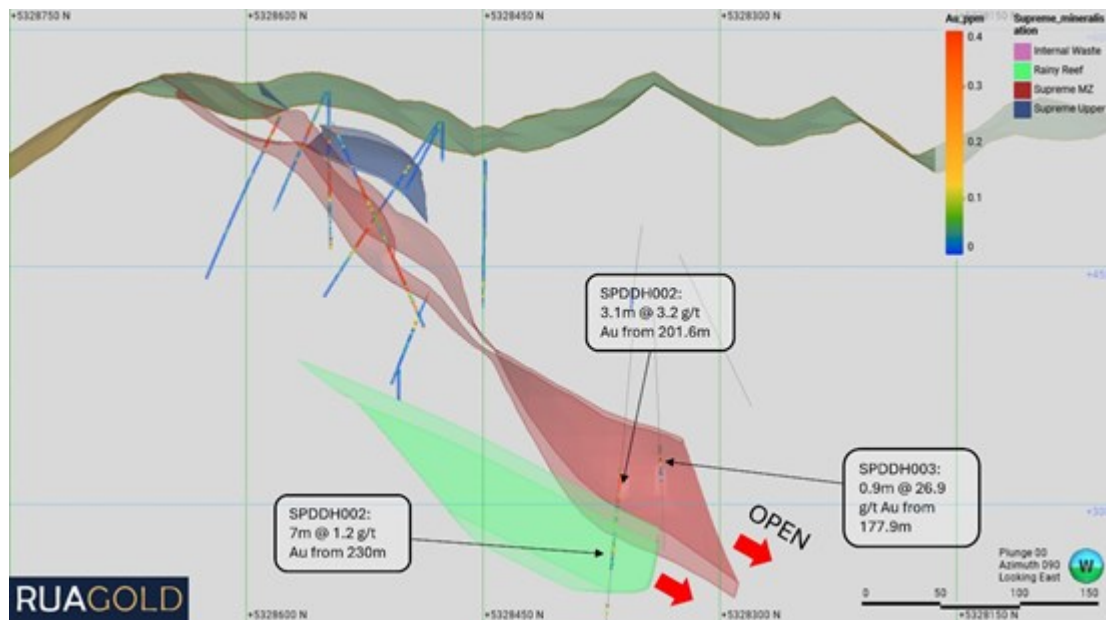 +5328750 N
+5328600 N
+5328450 N
+5328300 N
+5328150 N
Au_ppm
0.4
0.3
0.2
0.1
0
Supreme_mineralis
ation
Internal Waste
Rainy Reef
Supreme MZ
Supreme Upper
+45
SPDDH002:
3.1m @ 3.2 g/t
Au from 201.6m
SPDDH003:
0.9m @ 26.9
g/t Au from
177.9m
+30
SPDDH002:
7m @ 1.2 g/t
Au from 230m
OPEN
Plunge 00
Azimuth 090
Looking East
W
0 50 100 150
RUAGOLD
+5328600 N
+5328450 N
+5328300 N
+5328150 N